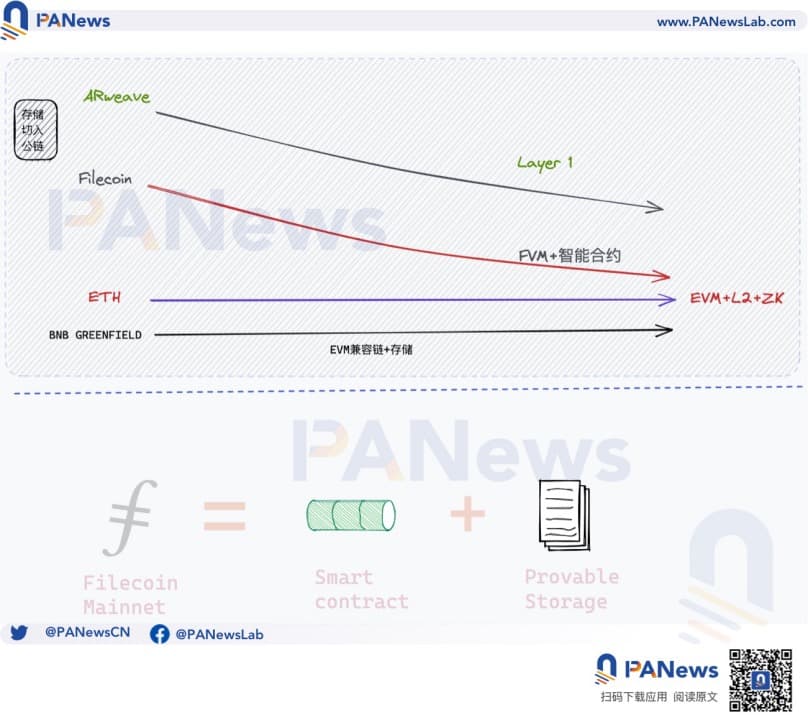 PANews
www.PANewsLab.com
ARweave
存储
切入
公链
Layer 1
Filecoin
PANews
FVM+智能合约
ETH
EVM+L2+ZK
BNB GREENFIELD
EVM兼容链+存储
PANews
Filecoin
Mainnet
Smart
contract
Provable
Storage
@PANewsCN
@PANewsLab
PANews
扫码下载应用 阅读原文